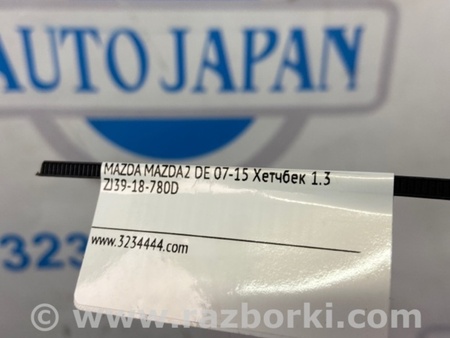 AUTO JAPAN
MAZDA MAZDA2 DE 07-15 Хетчбек 1.3
ZJ39-18-780D
www.3234444.com
323
www.razborki.com